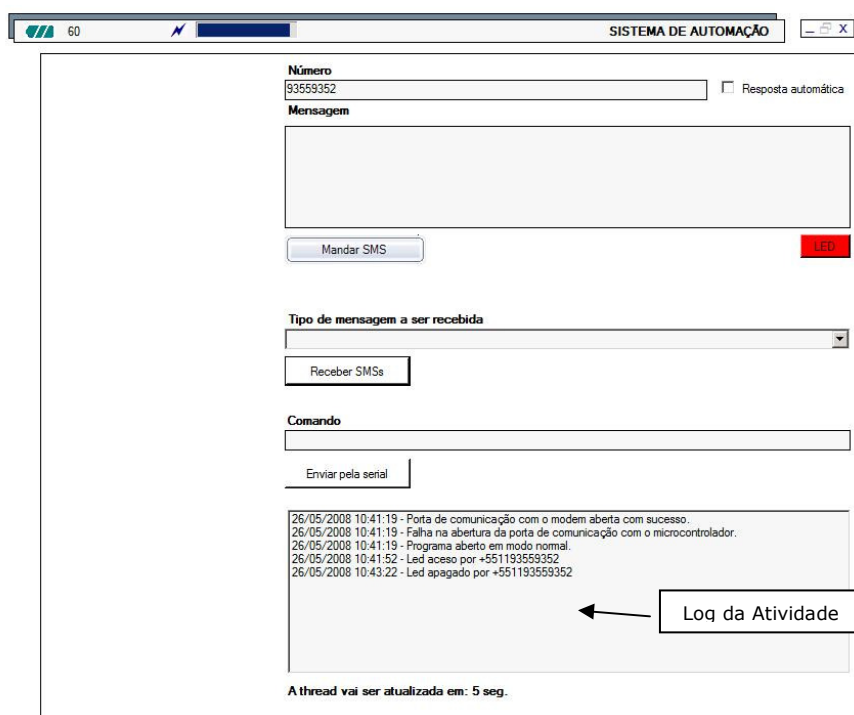 60
SISTEMA DE AUTOMAÇÃO
X
Número
93559352
Resposta automática
Mensagem
Mandar SMS
LED
Tipo de mensagem a ser recebida
Receber SMSs
Comando
Enviar pela serial
26/05/2008 10:41:19 - Porta de comunicação com o modem aberta com sucesso.
26/05/2008 10:41:19 - Falha na abertura da porta de comunicação com o microcontrolador.
26/05/2008 10:41:19 - Programa aberto em modo normal.
26/05/2008 10:41:52 - Led aceso por +551193559352
26/05/2008 10:43:22 - Led apagado por +551193559352
Log da Atividade
A thread vai ser atualizada em: 5 seg.